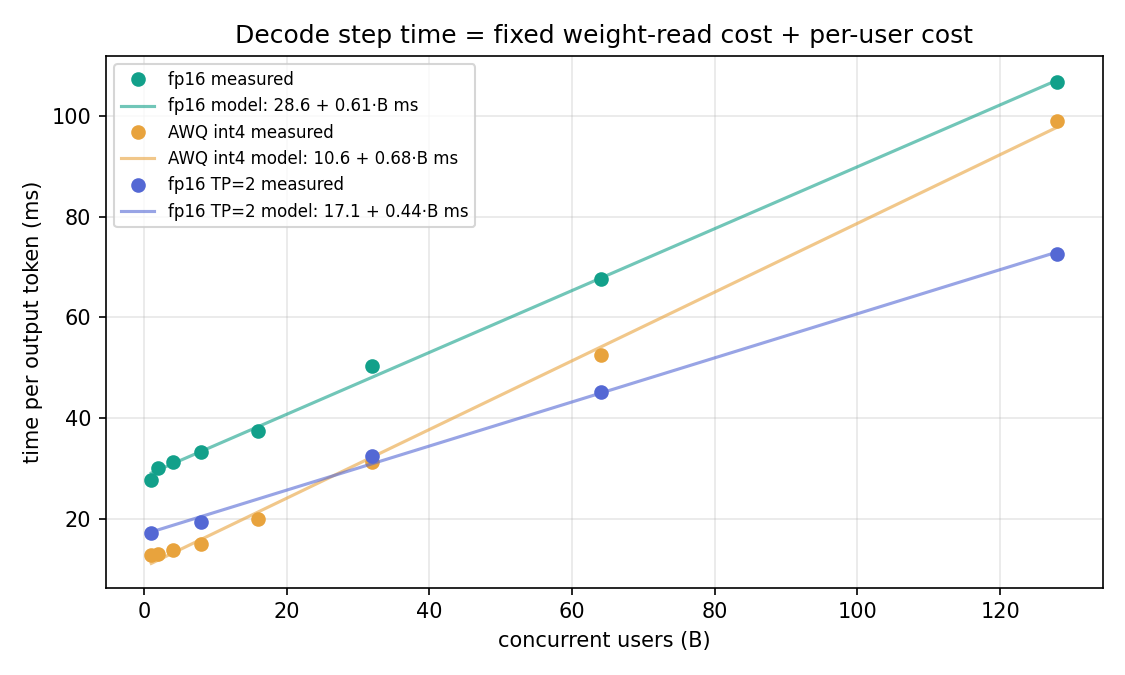 Decode step time = fixed weight-read cost + per-user cost
fp16 measured
fp16 model: 28.6 + 0.61·B ms
AWQ int4 measured
AWQ int4 model: 10.6 + 0.68·B ms
fp16 TP=2 measured
fp16 TP=2 model: 17.1 + 0.44·B ms
time per output token (ms)
100
80
60
40
20
0 20 40 60 80 100 120
concurrent users (B)